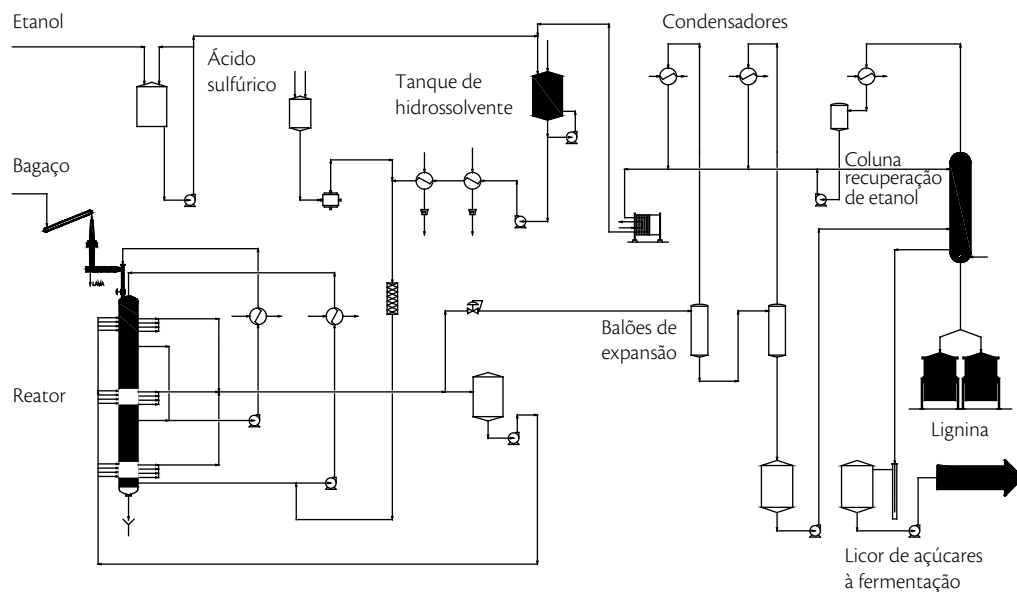 Etanol
Condensadores
Ácido
sulfúrico
Tanque de
hidrossolvente
Bagaço
Coluna
recuperação
de etanol
LAVA
Balões de
expansão
Reator
Lignina
Licor de açúcares
à fermentação